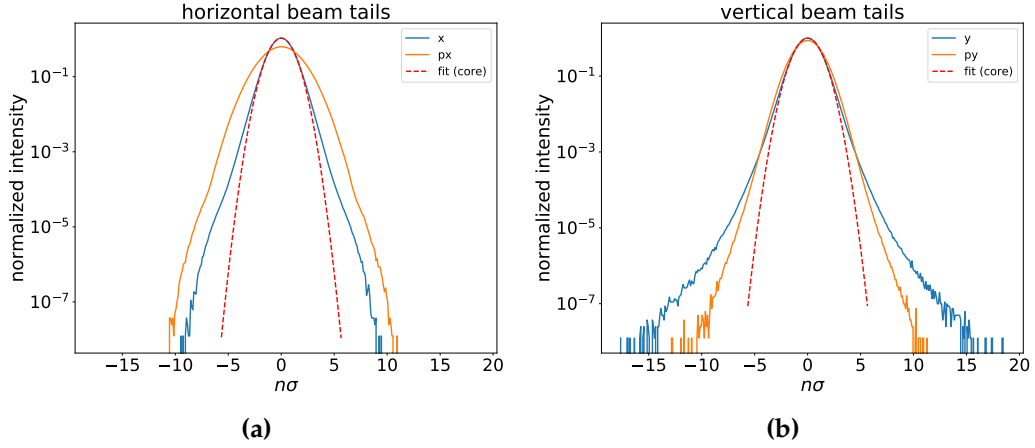 horizontal beam tails
normalized intensity
10⁻¹
10⁻³
10⁻⁵
10⁻⁷
x
px
fit (core)
−15 −10 −5 0 5 10 15 20
nσ
(a)
vertical beam tails
normalized intensity
10⁻¹
10⁻³
10⁻⁵
10⁻⁷
y
py
fit (core)
−15 −10 −5 0 5 10 15 20
nσ
(b)